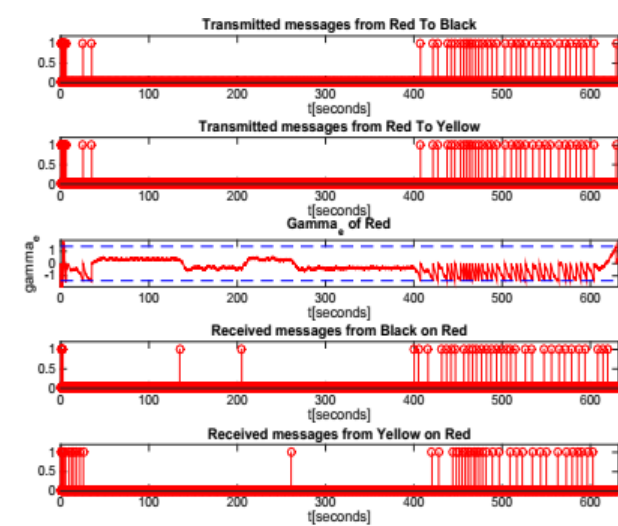 Transmitted messages from Red To Black
1
0.5
0
0 100 200 300 400 500 600
t[seconds]
Transmitted messages from Red To Yellow
1
0.5
0
0 100 200 300 400 500 600
t[seconds]
Gamma_e of Red
gamma_e
1
0
-1
0 100 200 300 400 500 600
t[seconds]
Received messages from Black on Red
1
0.5
0
0 100 200 300 400 500 600
t[seconds]
Received messages from Yellow on Red
1
0.5
0
0 100 200 300 400 500 600
t[seconds]